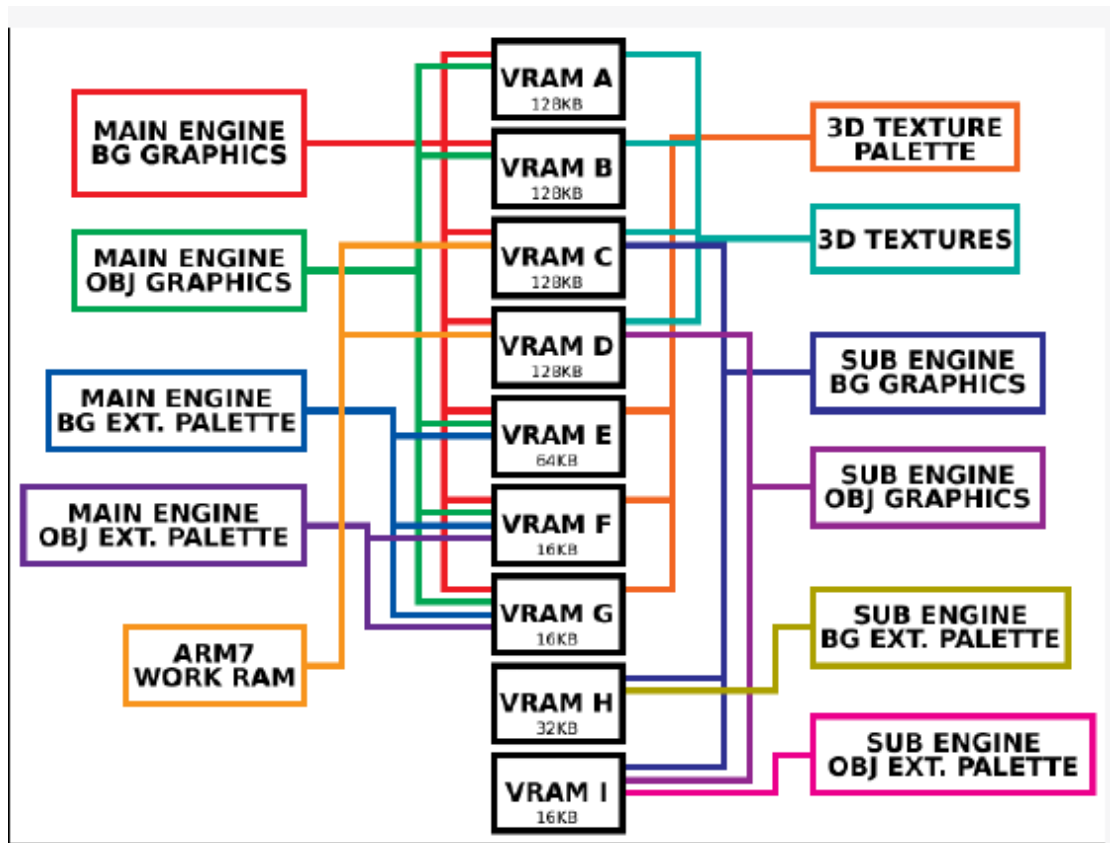 MAIN ENGINE
BG GRAPHICS
MAIN ENGINE
OBJ GRAPHICS
MAIN ENGINE
BG EXT. PALETTE
MAIN ENGINE
OBJ EXT. PALETTE
ARM7
WORK RAM
VRAM A
128KB
VRAM B
128KB
VRAM C
128KB
VRAM D
128KB
VRAM E
64KB
VRAM F
16KB
VRAM G
16KB
VRAM H
32KB
VRAM I
16KB
3D TEXTURE
PALETTE
3D TEXTURES
SUB ENGINE
BG GRAPHICS
SUB ENGINE
OBJ GRAPHICS
SUB ENGINE
BG EXT. PALETTE
SUB ENGINE
OBJ EXT. PALETTE